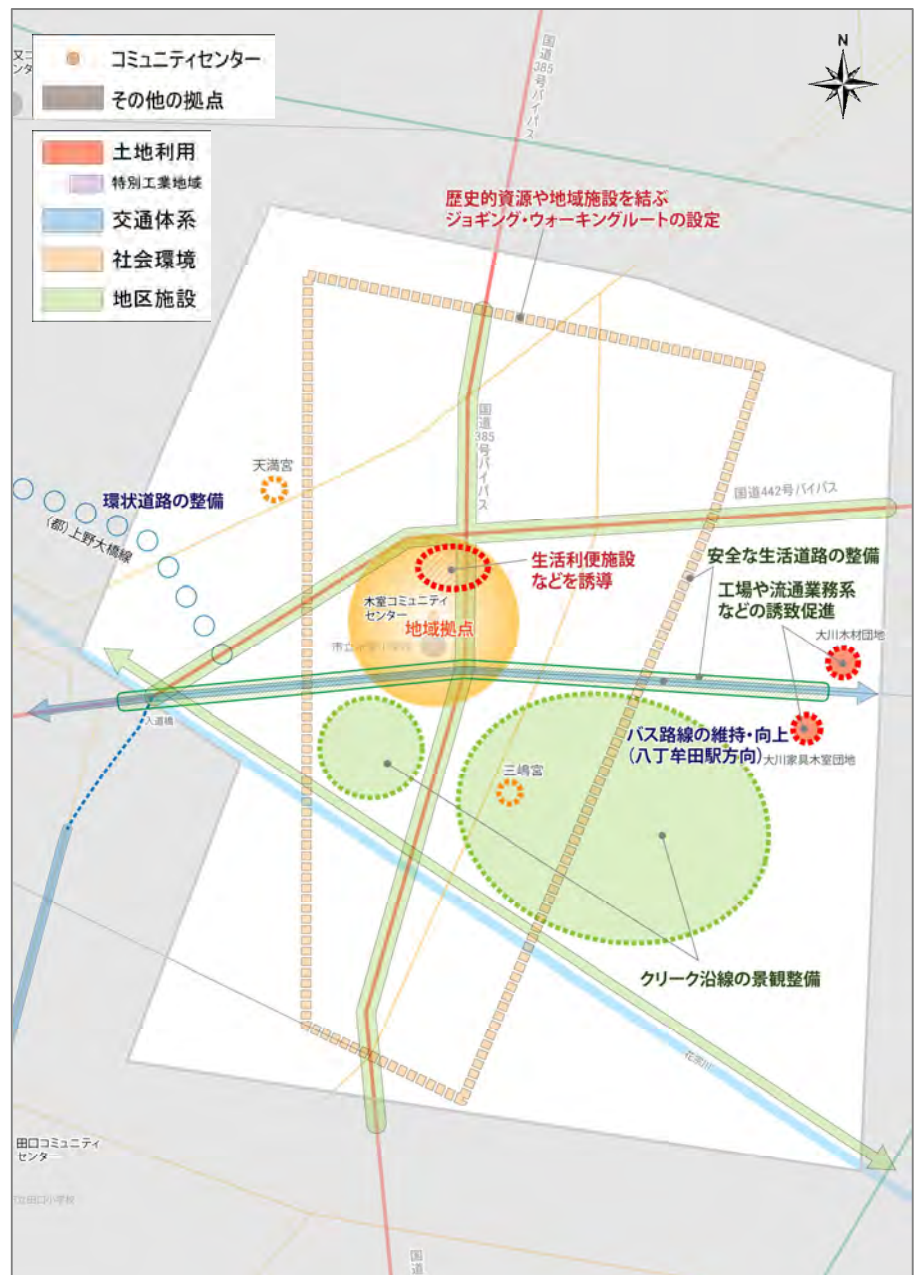 コミュニティセンター
その他の拠点
土地利用
特別工業地域
交通体系
社会環境
地区施設
N
国道385号バイパス
歴史的資源や地域施設を結ぶ
ジョギング・ウォーキングルートの設定
国道385号バイパス
天満宮
環状道路の整備
(都)上野大橋線
国道442号バイパス
生活利便施設
などを誘導
安全な生活道路の整備
工場や流通業務系
などの誘致促進
木室コミュニティ
センター
地域拠点
大川木材団地
バス路線の維持・向上
(八丁牟田駅方向)
大川家具木室団地
三嶋宮
クリーク沿線の景観整備
花宗川
田口コミュニティ
センター
市立田口小学校
国